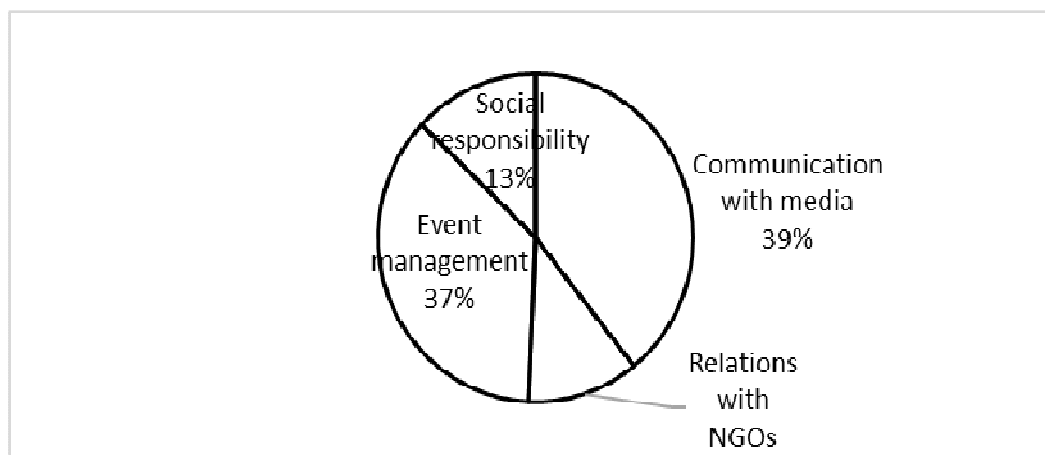 Social
responsibility
13%
Communication
with media
39%
Event
management
37%
Relations
with
NGOs